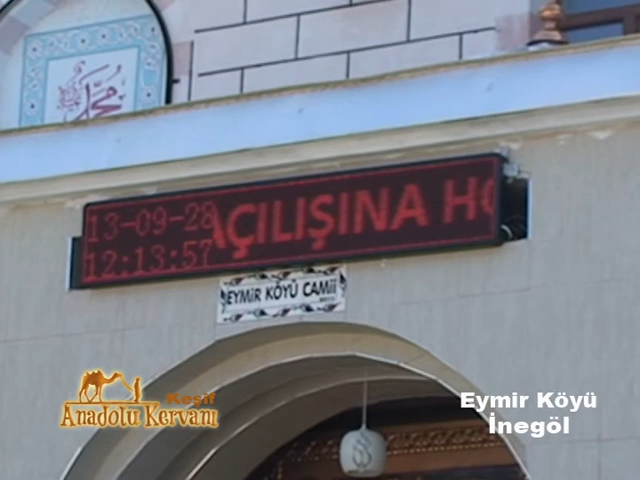 محمد
13-09-28
12:13:57
AÇILIŞINA HO
EYMİR KÖYÜ CAMİİ
Keşif
Anadolu Kervanı
Eymir Köyü
İnegöl